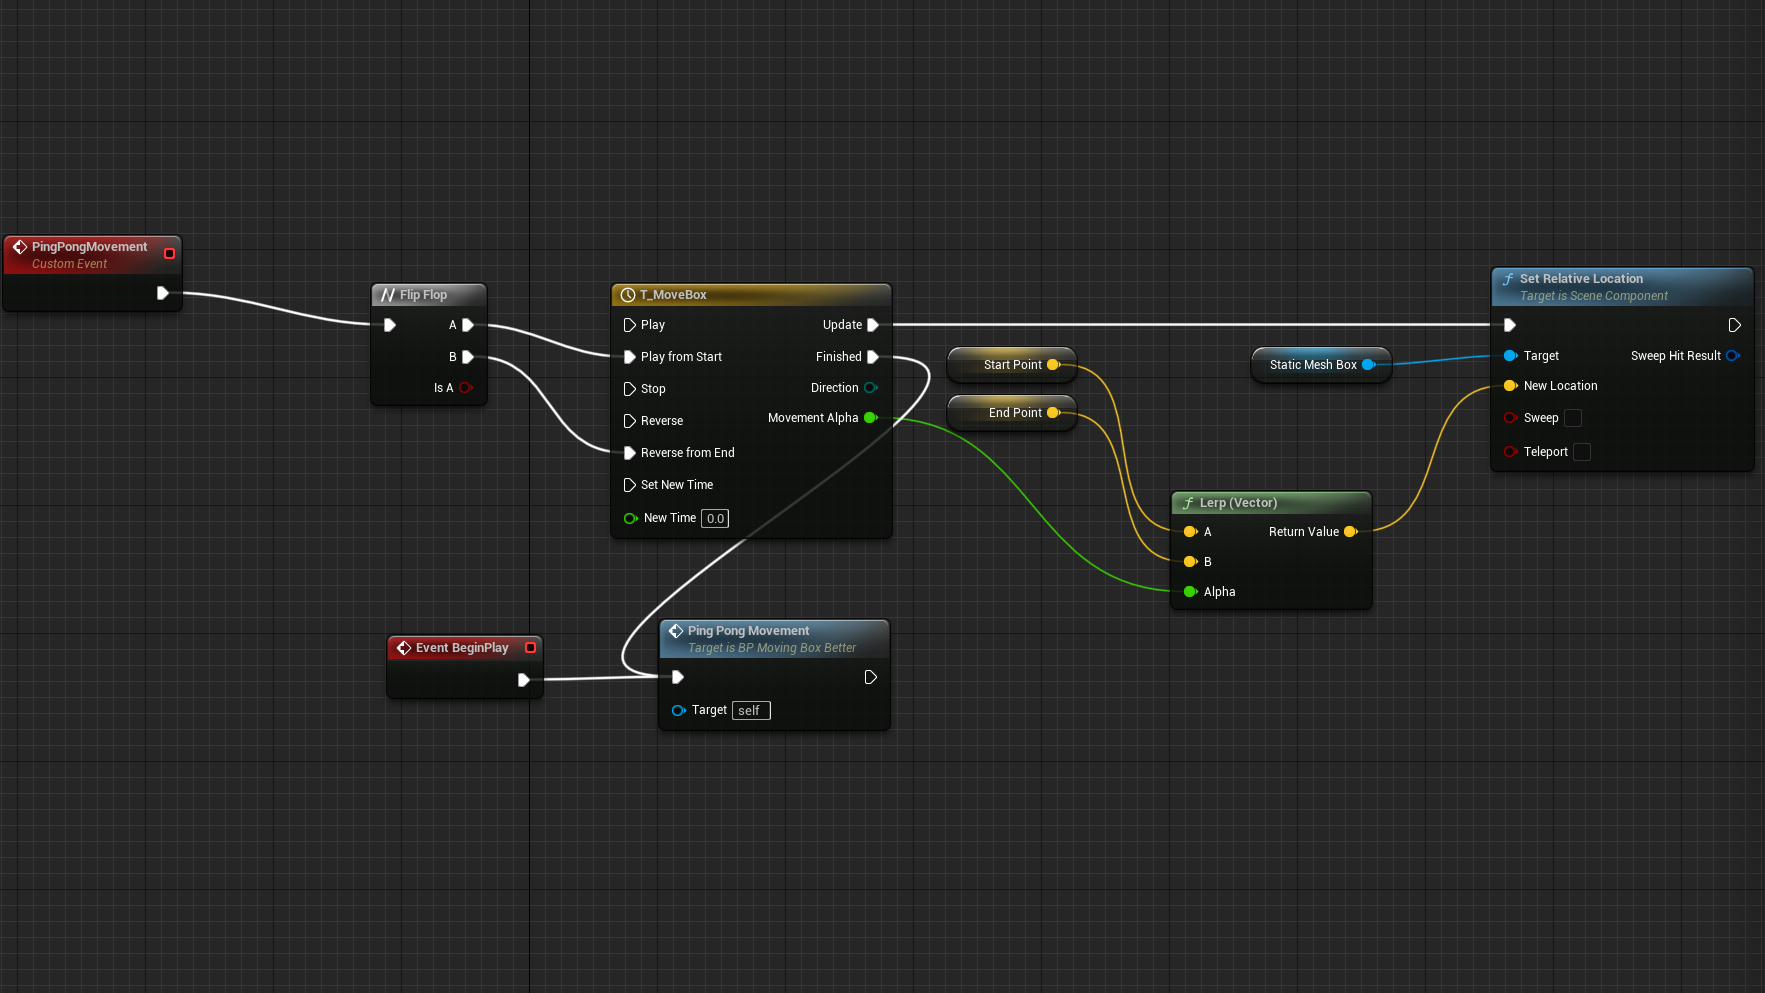 PingPongMovement
Custom Event
Flip Flop
A
B
Is A
T_MoveBox
Play
Update
Play from Start
Finished
Stop
Direction
Reverse
Movement Alpha
Reverse from End
Set New Time
New Time 0.0
Start Point
End Point
Static Mesh Box
Set Relative Location
Target is Scene Component
Target
Sweep Hit Result
New Location
Sweep
Teleport
Lerp (Vector)
A
Return Value
B
Alpha
Event BeginPlay
Ping Pong Movement
Target is BP Moving Box Better
Target self